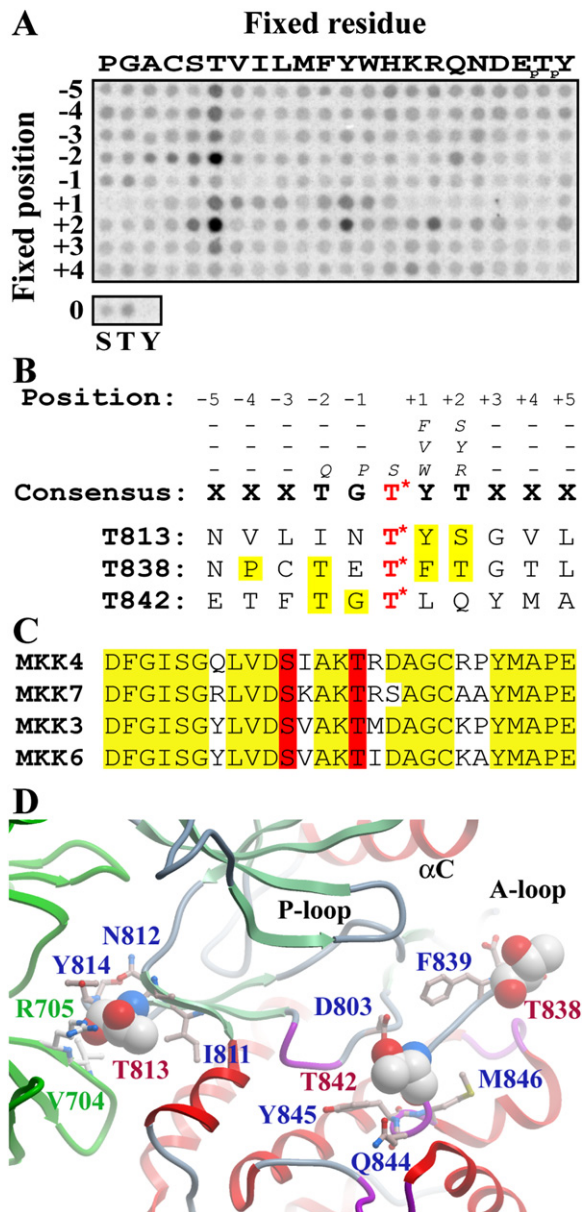 A
Fixed residue
PGACSTVILMFYWHKRQNDEpTpY
Fixed position
-5
-4
-3
-2
-1
+1
+2
+3
+4
0
S T Y
B
Position: -5 -4 -3 -2 -1 +1 +2 +3 +4 +5
- - - - - F S - - -
- - - - - V Y - - -
- - - Q P S W R - - -
Consensus: X X X T G T* Y T X X X
T813: N V L I N T* Y S G V L
T838: N P C T E T* F T G T L
T842: E T F T G T* L Q Y M A
C
MKK4 DFGISGQLVDSIAKTRDAGCRPYMAPE
MKK7 DFGISGRLVDSKAKTRSAGCAAYMAPE
MKK3 DFGISGYLVDSVAKTMDAGCKPYMAPE
MKK6 DFGISGYLVDSVAKTIDAGCKAYMAPE
D
αC
P-loop
A-loop
N812
Y814
F839
R705
D803
T838
T813
I811
T842
M846
V704
Y845
Q844